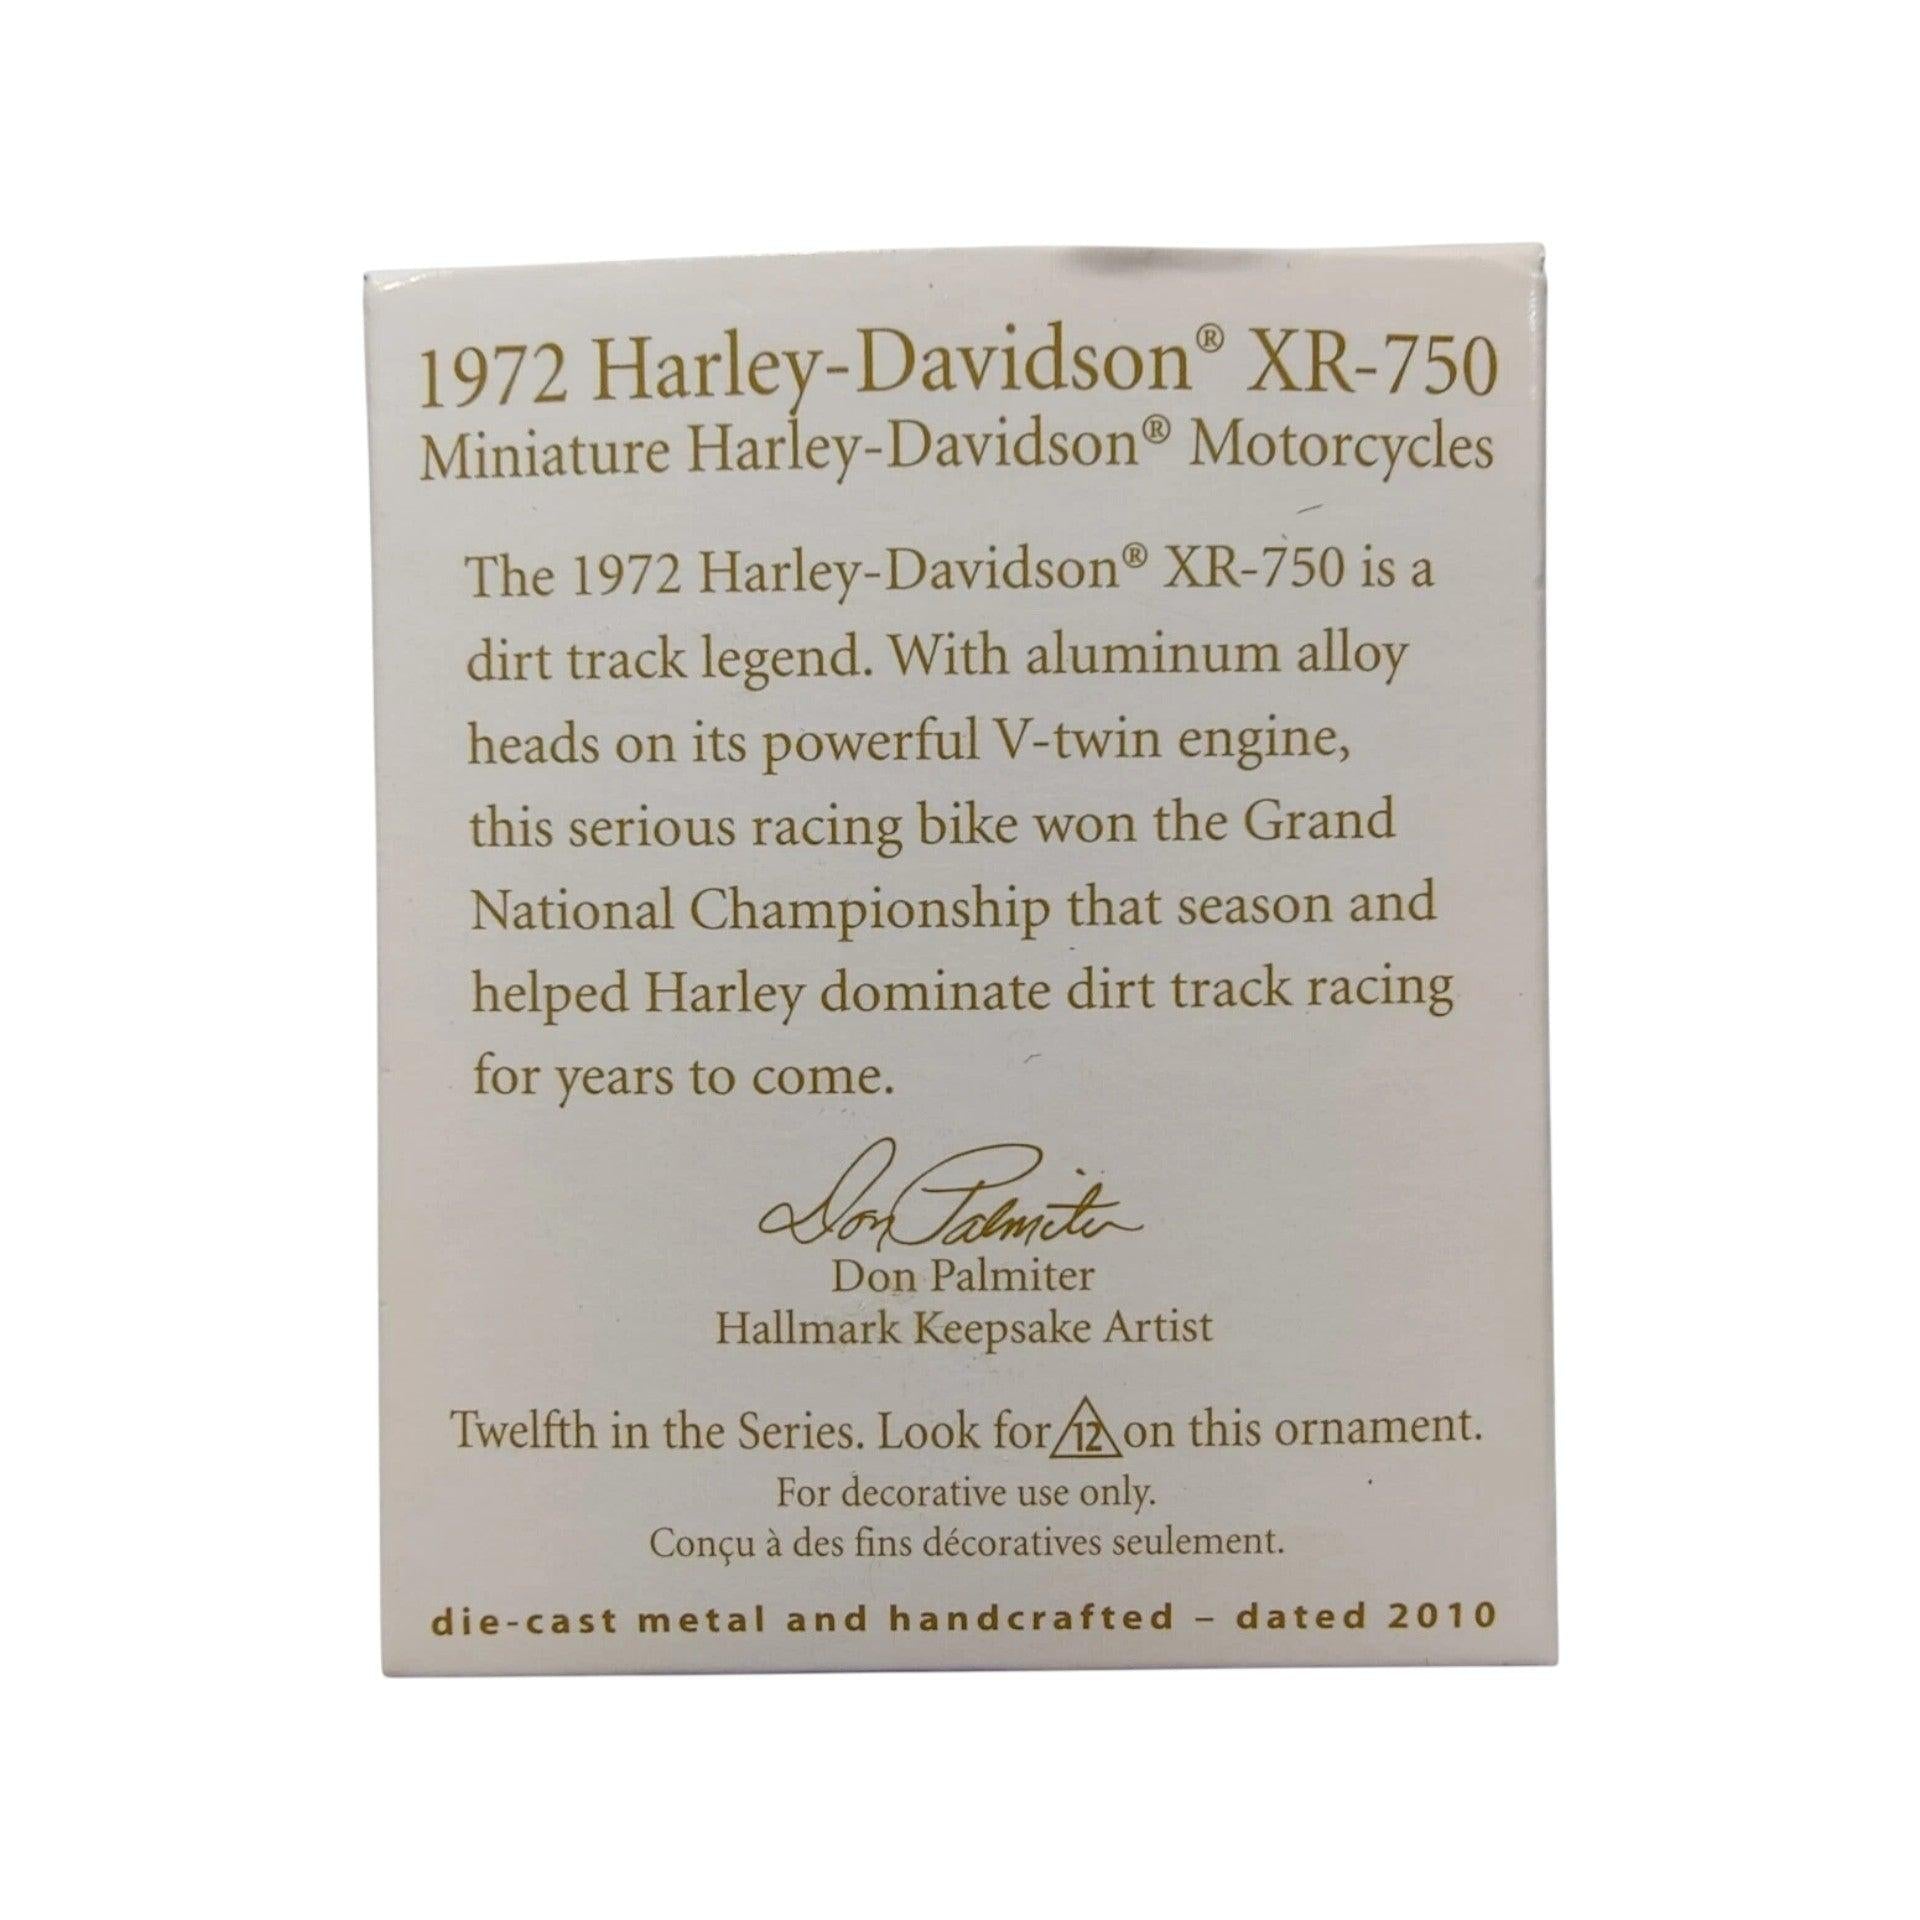 1972 Harley-Davidson® XR-750
Miniature Harley-Davidson® Motorcycles
The 1972 Harley-Davidson® XR-750 is a
dirt track legend. With aluminum alloy
heads on its powerful V-twin engine,
this serious racing bike won the Grand
National Championship that season and
helped Harley dominate dirt track racing
for years to come.
Don Palmiter
Don Palmiter
Hallmark Keepsake Artist
Twelfth in the Series. Look for 12 on this ornament.
For decorative use only.
Conçu à des fins décoratives seulement.
die-cast metal and handcrafted – dated 2010